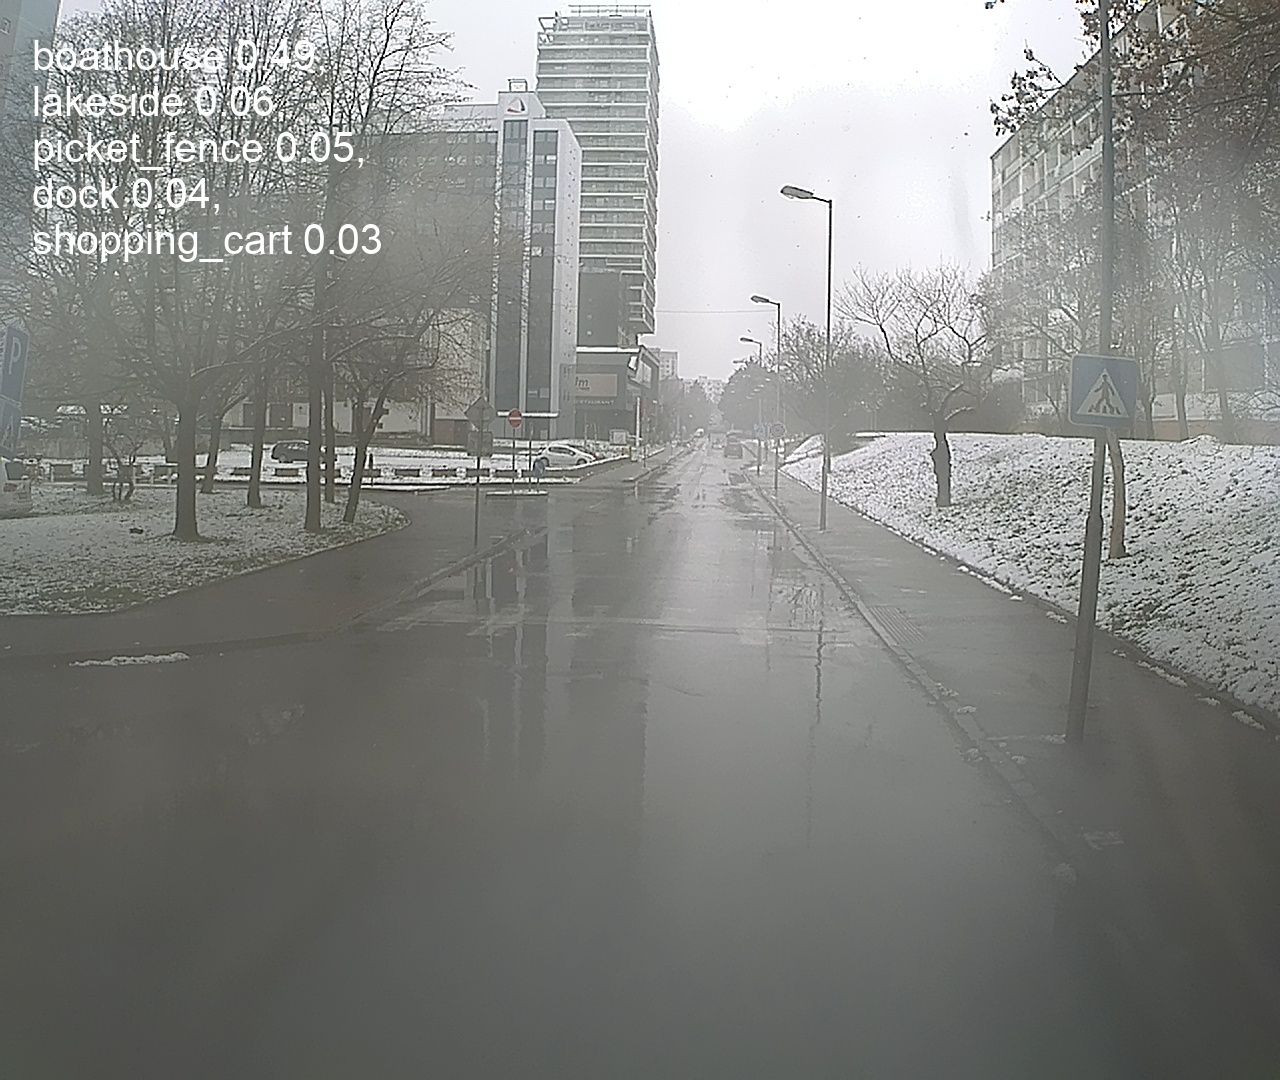 boathouse 0.49,
lakeside 0.06,
picket_fence 0.05,
dock 0.04,
shopping_cart 0.03
P